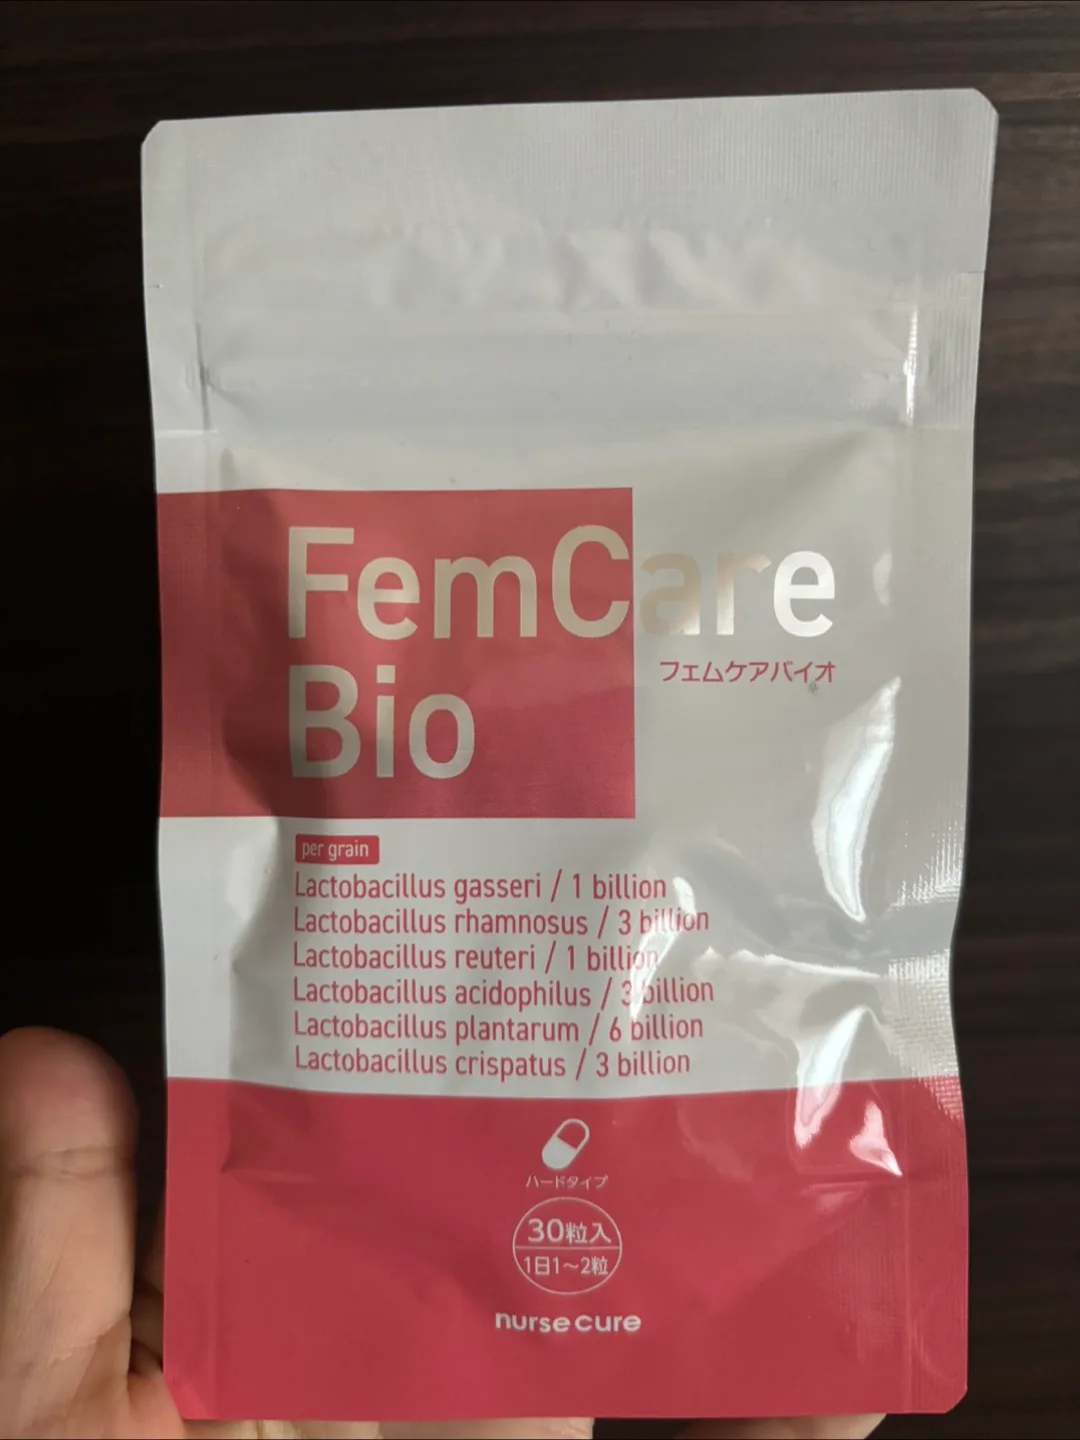 FemCare
フェムケアバイオ
Bio
per grain
Lactobacillus gasseri / 1 billion
Lactobacillus rhamnosus / 3 billion
Lactobacillus reuteri / 1 billion
Lactobacillus acidophilus / 3 billion
Lactobacillus plantarum / 6 billion
Lactobacillus crispatus / 3 billion
ハードタイプ
30粒入
1日1〜2粒
nurse cure